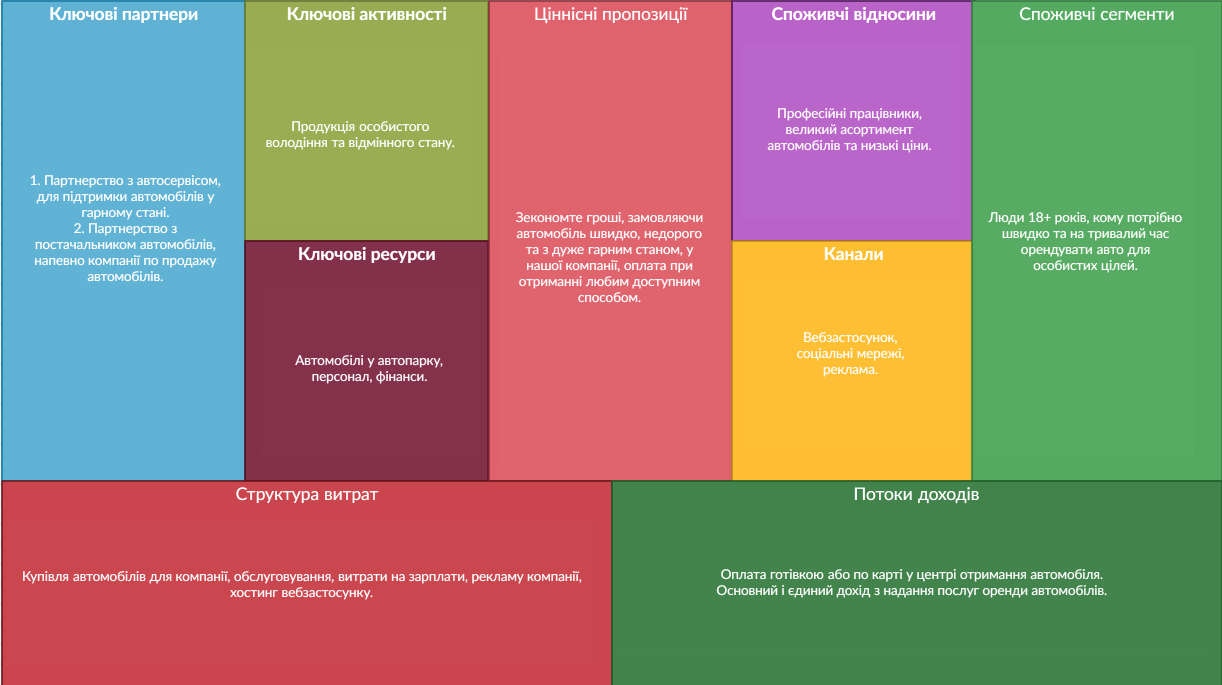 Ключові партнери
1. Партнерство з автосервісом,
для підтримки автомобілів у
гарному стані.
2. Партнерство з
постачальником автомобілів,
напевно компанії по продажу
автомобілів.
Ключові активності
Продукція особистого
володіння та відмінного стану.
Ключові ресурси
Автомобілі у автопарку,
персонал, фінанси.
Ціннісні пропозиції
Зекономте гроші, замовляючи
автомобіль швидко, недорого
та з дуже гарним станом, у
нашої компанії, оплата при
отриманні любим доступним
способом.
Споживчі відносини
Професійні працівники,
великий асортимент
автомобілів та низькі ціни.
Канали
Вебзастосунок,
соціальні мережі,
реклама.
Споживчі сегменти
Люди 18+ років, кому потрібно
швидко та на тривалий час
орендувати авто для
особистих цілей.
Структура витрат
Купівля автомобілів для компанії, обслуговування, витрати на зарплати, рекламу компанії,
хостинг вебзастосунку.
Потоки доходів
Оплата готівкою або по карті у центрі отримання автомобіля.
Основний і єдиний дохід з надання послуг оренди автомобілів.